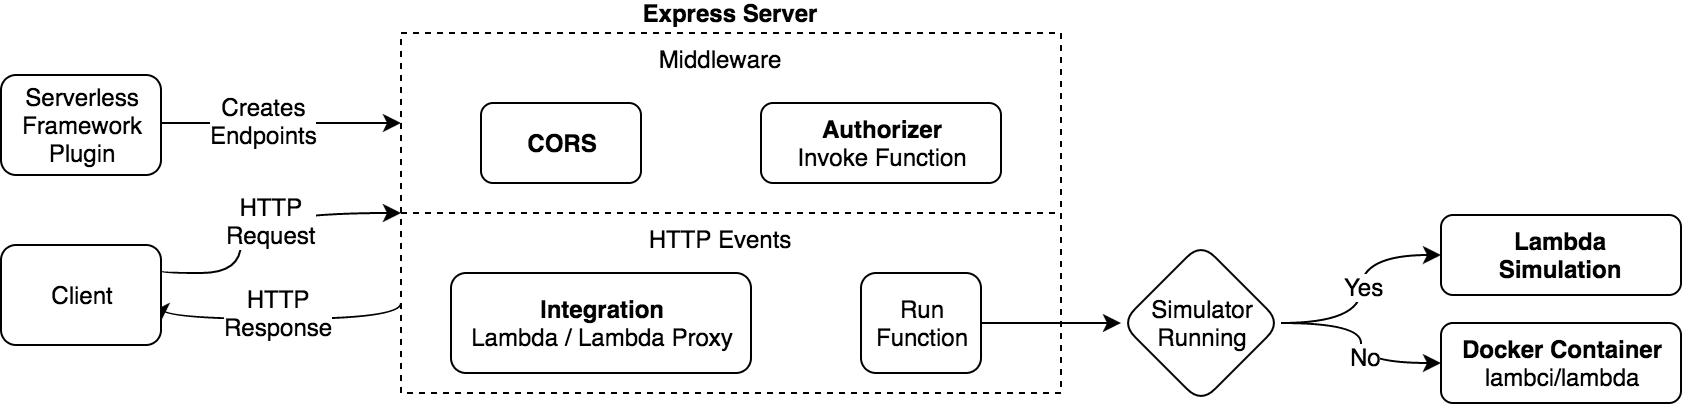 Express Server
Middleware
Serverless
Framework
Plugin
Creates
Endpoints
CORS
Authorizer
Invoke Function
HTTP
Request
HTTP Events
Client
HTTP
Response
Integration
Lambda / Lambda Proxy
Run
Function
Simulator
Running
Yes
No
Lambda
Simulation
Docker Container
lambci/lambda